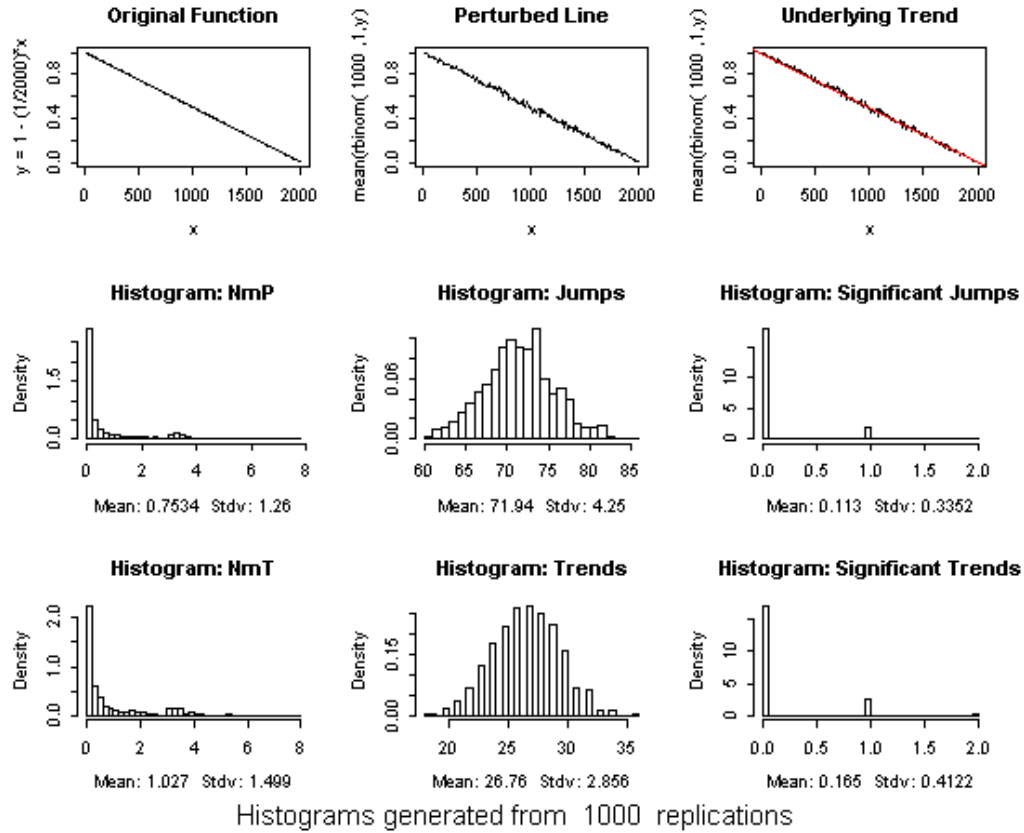 Original Function
y = 1 - (1/2000)*x
0.0 0.4 0.8
0 500 1000 1500 2000
x
Perturbed Line
mean(rbinom( 1000 ,1,y)
0.0 0.4 0.8
0 500 1000 1500 2000
x
Underlying Trend
mean(rbinom( 1000 ,1,y)
0.0 0.4 0.8
0 500 1000 1500 2000
x
Histogram: NmP
Density
0.0 1.5
0 2 4 6 8
Mean: 0.7534 Stdv: 1.26
Histogram: Jumps
Density
0.00 0.06
60 65 70 75 80 85
Mean: 71.94 Stdv: 4.25
Histogram: Significant Jumps
Density
0 5 10
0.0 0.5 1.0 1.5 2.0
Mean: 0.113 Stdv: 0.3352
Histogram: NmT
Density
0.0 1.0 2.0
0 2 4 6 8
Mean: 1.027 Stdv: 1.499
Histogram: Trends
Density
0.00 0.15
20 25 30 35
Mean: 26.76 Stdv: 2.856
Histogram: Significant Trends
Density
0 5 10
0.0 0.5 1.0 1.5 2.0
Mean: 0.165 Stdv: 0.4122
Histograms generated from 1000 replications